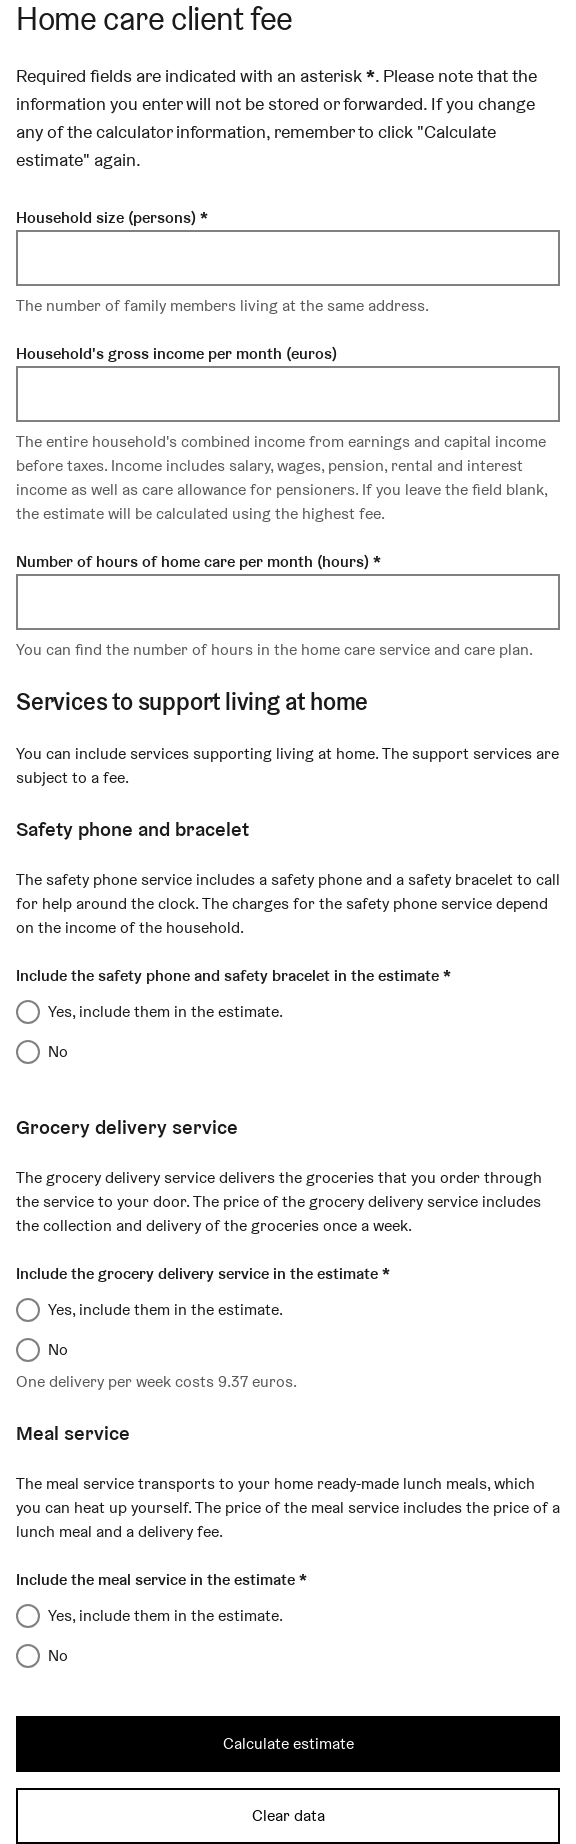 Home care client fee
Required fields are indicated with an asterisk *. Please note that the
information you enter will not be stored or forwarded. If you change
any of the calculator information, remember to click "Calculate
estimate" again.
Household size (persons) *
The number of family members living at the same address.
Household's gross income per month (euros)
The entire household's combined income from earnings and capital income
before taxes. Income includes salary, wages, pension, rental and interest
income as well as care allowance for pensioners. If you leave the field blank,
the estimate will be calculated using the highest fee.
Number of hours of home care per month (hours) *
You can find the number of hours in the home care service and care plan.
Services to support living at home
You can include services supporting living at home. The support services are
subject to a fee.
Safety phone and bracelet
The safety phone service includes a safety phone and a safety bracelet to call
for help around the clock. The charges for the safety phone service depend
on the income of the household.
Include the safety phone and safety bracelet in the estimate *
Yes, include them in the estimate.
No
Grocery delivery service
The grocery delivery service delivers the groceries that you order through
the service to your door. The price of the grocery delivery service includes
the collection and delivery of the groceries once a week.
Include the grocery delivery service in the estimate *
Yes, include them in the estimate.
No
One delivery per week costs 9.37 euros.
Meal service
The meal service transports to your home ready-made lunch meals, which
you can heat up yourself. The price of the meal service includes the price of a
lunch meal and a delivery fee.
Include the meal service in the estimate *
Yes, include them in the estimate.
No
Calculate estimate
Clear data